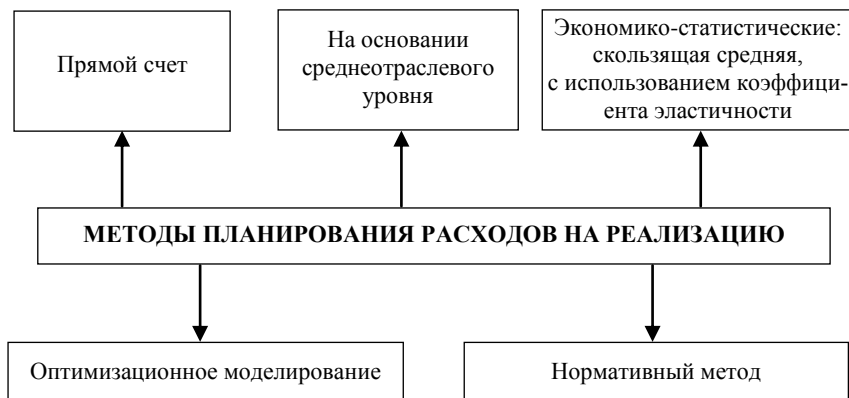 Прямой счет
На основании
среднеотраслевого
уровня
Экономико-статистические:
скользящая средняя,
с использованием коэффици-
ента эластичности
МЕТОДЫ ПЛАНИРОВАНИЯ РАСХОДОВ НА РЕАЛИЗАЦИЮ
Оптимизационное моделирование
Нормативный метод